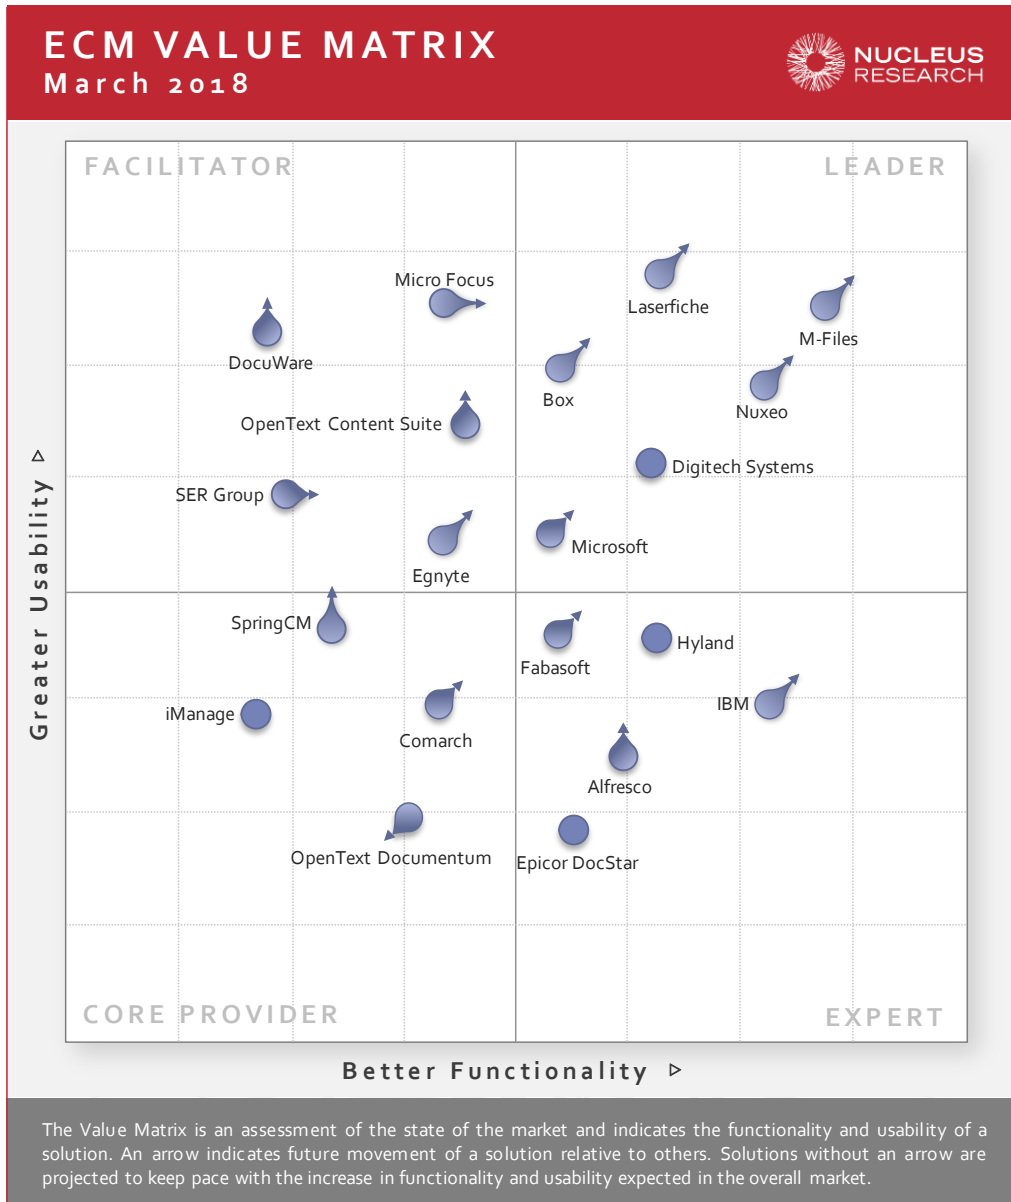 ECM VALUE MATRIX
March 2018
NUCLEUS
RESEARCH
FACILITATOR
LEADER
Micro Focus
Laserfiche
M-Files
DocuWare
Box
Nuxeo
OpenText Content Suite
Digitech Systems
SER Group
Microsoft
Egnyte
SpringCM
Fabasoft
Hyland
IBM
iManage
Comarch
Alfresco
OpenText Documentum
Epicor DocStar
CORE PROVIDER
EXPERT
Greater Usability
Better Functionality
The Value Matrix is an assessment of the state of the market and indicates the functionality and usability of a
solution. An arrow indicates future movement of a solution relative to others. Solutions without an arrow are
projected to keep pace with the increase in functionality and usability expected in the overall market.